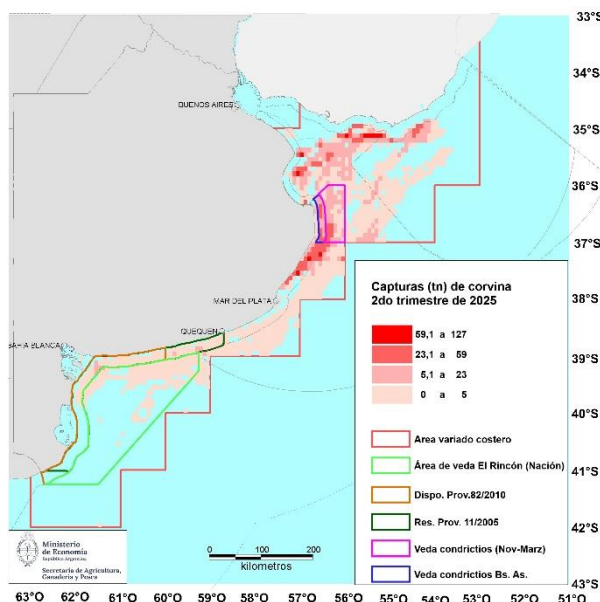 33°S
34°S
35°S
36°S
37°S
38°S
39°S
40°S
41°S
42°S
43°S
BUENOS AIRES
MAR DEL PLATA
QUEQUEN
BAHIA BLANCA
Capturas (tn) de corvina
2do trimestre de 2025
59,1 a 127
23,1 a 59
5,1 a 23
0 a 5
Area variado costero
Área de veda El Rincón (Nación)
Dispo. Prov.82/2010
Res. Prov. 11/2005
Veda condrictios (Nov-Marz)
Veda condrictios Bs. As.
Ministerio
de Economía
República Argentina
Secretaría de Agricultura,
Ganadería y Pesca
0 100 200
kilometros
63°O 62°O 61°O 60°O 59°O 58°O 57°O 56°O 55°O 54°O 53°O 52°O 51°O